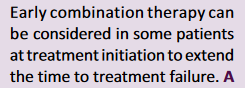 Early combination therapy can
be considered in some patients
at treatment initiation to extend
the time to treatment failure. A